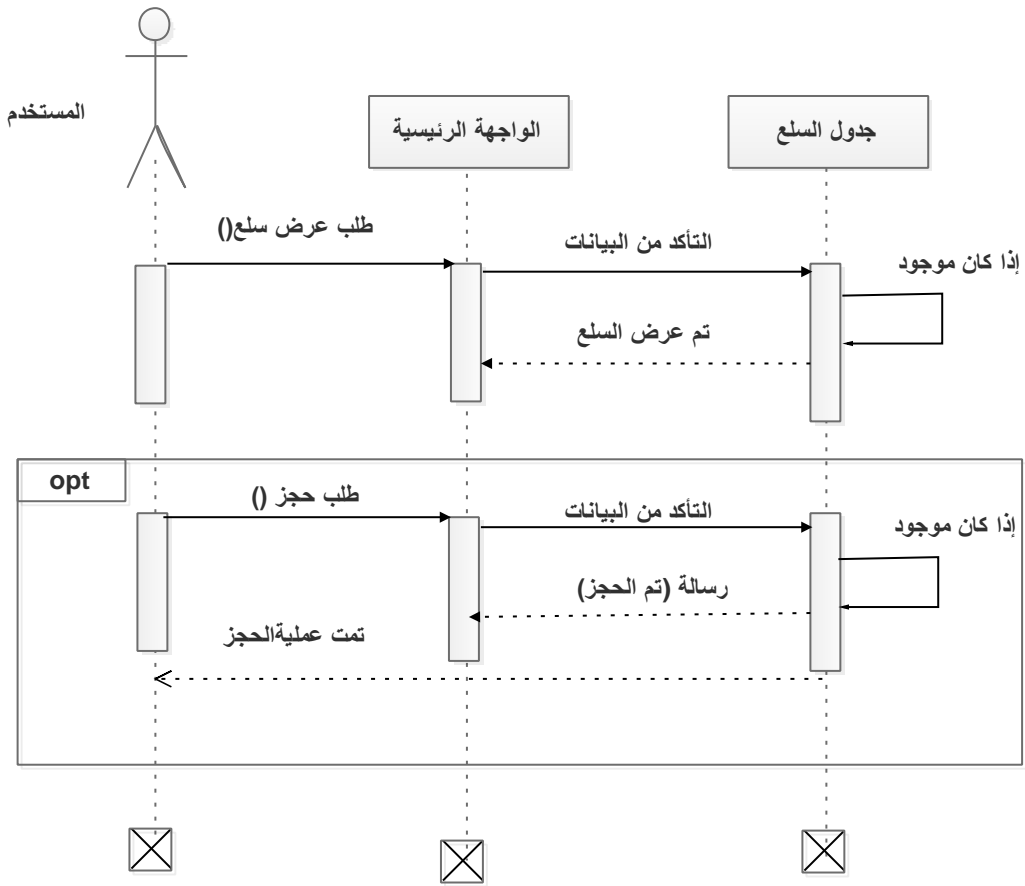 المستخدم
الواجهة الرئيسية
جدول السلع
طلب عرض سلع()
التأكد من البيانات
إذا كان موجود
تم عرض السلع
opt
طلب حجز ()
التأكد من البيانات
إذا كان موجود
رسالة (تم الحجز)
تمت عمليةالحجز